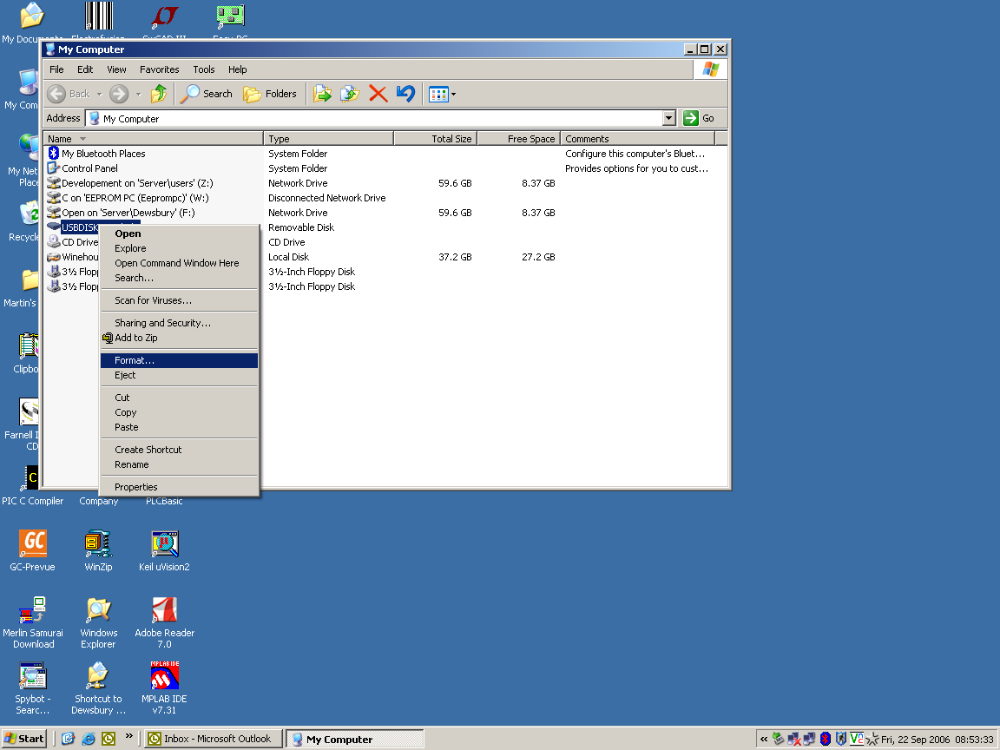 My Documents
My Computer
File Edit View Favorites Tools Help
Back Search Folders
Address My Computer Go
Name Type Total Size Free Space Comments
My Bluetooth Places System Folder Configure this computer's Bluet...
Control Panel System Folder Provides options for you to cust...
Developement on 'Server\users' (Z:) Network Drive 59.6 GB 8.37 GB
C on 'EEPROM PC (Eeprompc)' (W:) Disconnected Network Drive
Open on 'Server\Dewsbury' (F:) Network Drive 59.6 GB 8.37 GB
USBDISK Removable Disk
CD Drive CD Drive
Winehou Local Disk 37.2 GB 27.2 GB
3½ Flopp 3½-Inch Floppy Disk
3½ Flopp 3½-Inch Floppy Disk
Open
Explore
Open Command Window Here
Search...
Scan for Viruses...
Sharing and Security...
Add to Zip
Format...
Eject
Cut
Copy
Paste
Create Shortcut
Rename
Properties
My Com
My Net
Place
Recycle
Martin's
Clipbo
Farnell I
CD
C
PIC C Compiler Company PLCBasic
GC
GC-Prevue WinZip Keil uVision2
Merlin Samurai
Download
Windows
Explorer
Adobe Reader
7.0
MPLAB IDE
Spybot -
Searc...
Shortcut to
Dewsbury ...
MPLAB IDE
v7.31
Start » Inbox - Microsoft Outlook My Computer « Fri, 22 Sep 2006 08:53:33